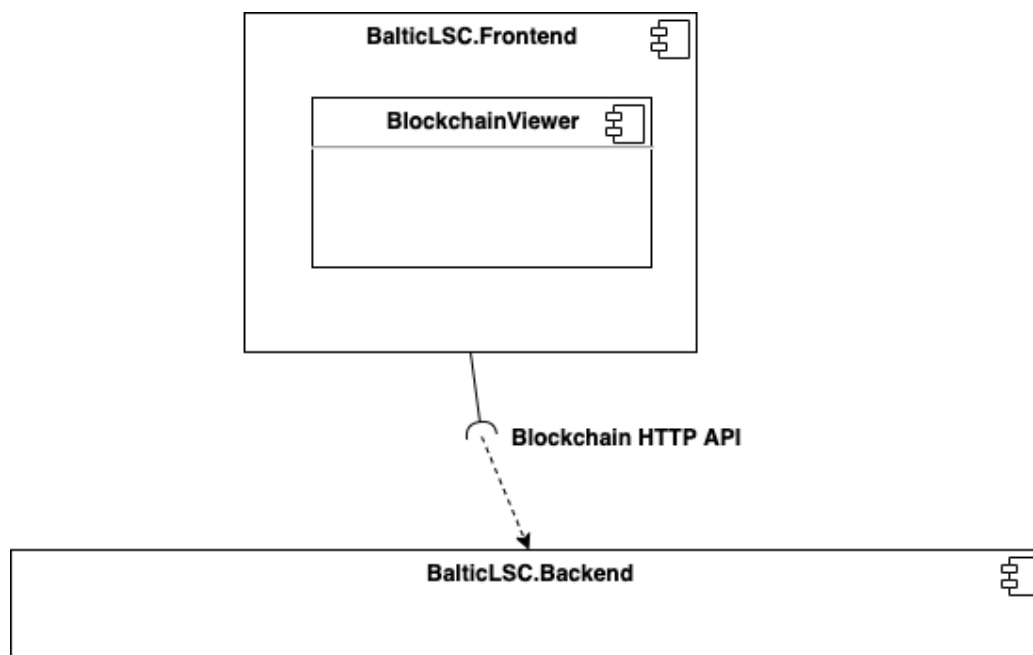 BalticLSC.Frontend
BlockchainViewer
Blockchain HTTP API
BalticLSC.Backend